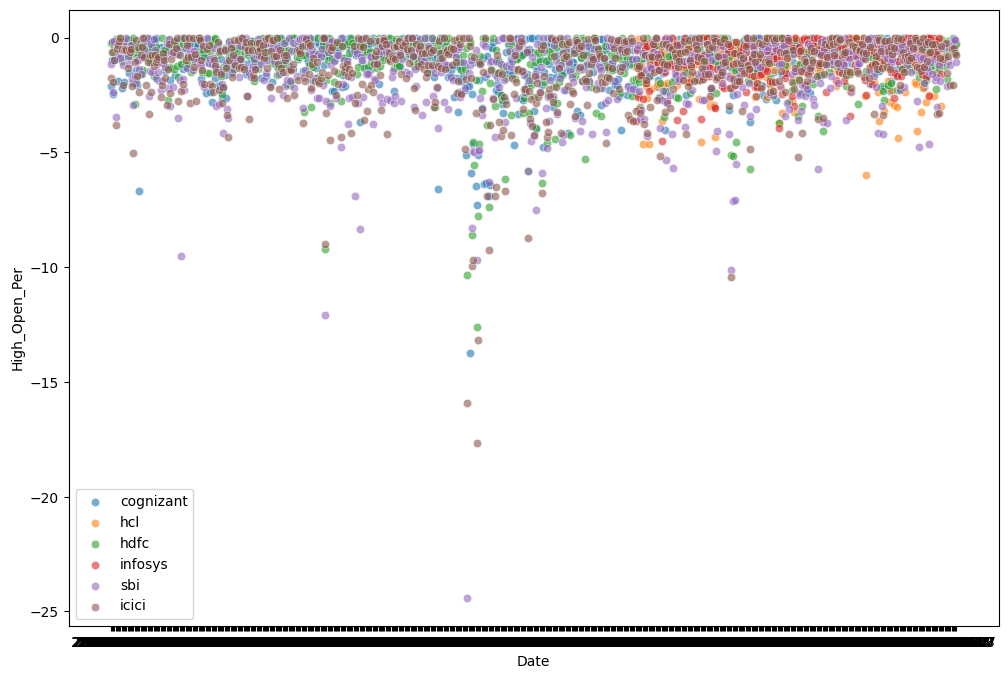 0
−5
−10
−15
−20
−25
High_Open_Per
cognizant
hcl
hdfc
infosys
sbi
icici
Date